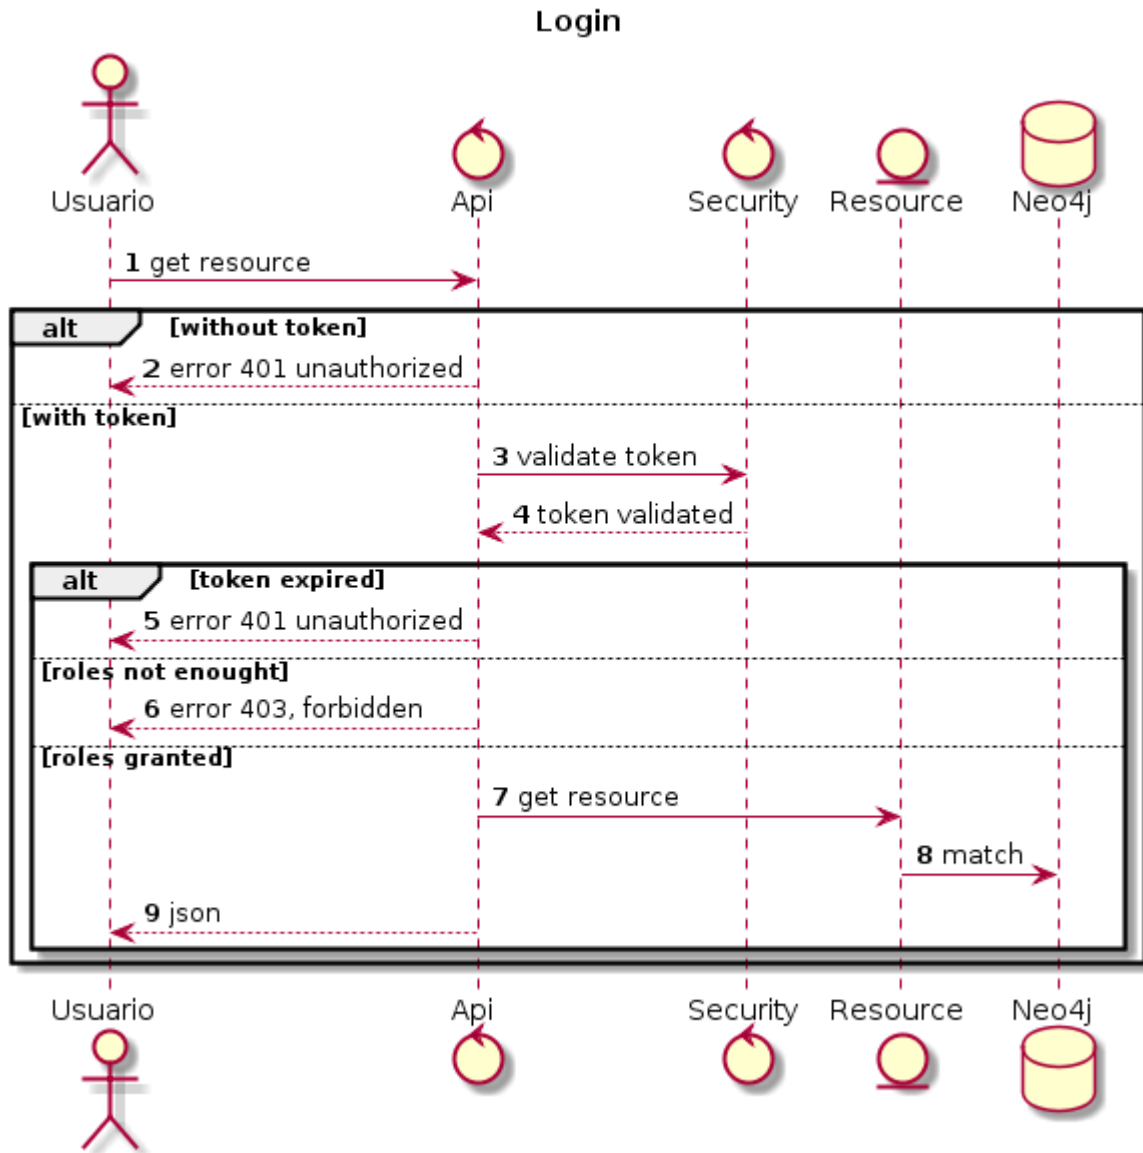 Login
Usuario Api Security Resource Neo4j
1 get resource
alt [without token]
2 error 401 unauthorized
[with token]
3 validate token
4 token validated
alt [token expired]
5 error 401 unauthorized
[roles not enought]
6 error 403, forbidden
[roles granted]
7 get resource
8 match
9 json
Usuario Api Security Resource Neo4j